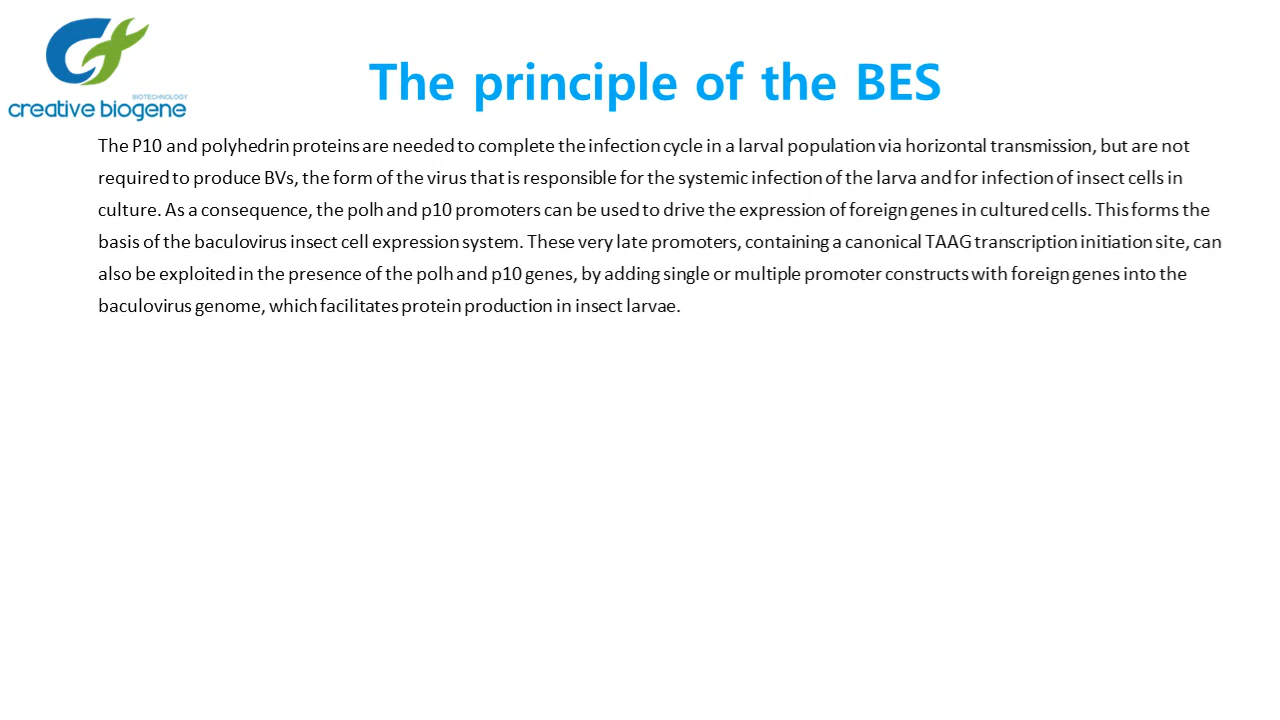 BIOTECHNOLOGY
creative biogene
The principle of the BES
The P10 and polyhedrin proteins are needed to complete the infection cycle in a larval population via horizontal transmission, but are not
required to produce BVs, the form of the virus that is responsible for the systemic infection of the larva and for infection of insect cells in
culture. As a consequence, the polh and p10 promoters can be used to drive the expression of foreign genes in cultured cells. This forms the
basis of the baculovirus insect cell expression system. These very late promoters, containing a canonical TAAG transcription initiation site, can
also be exploited in the presence of the polh and p10 genes, by adding single or multiple promoter constructs with foreign genes into the
baculovirus genome, which facilitates protein production in insect larvae.